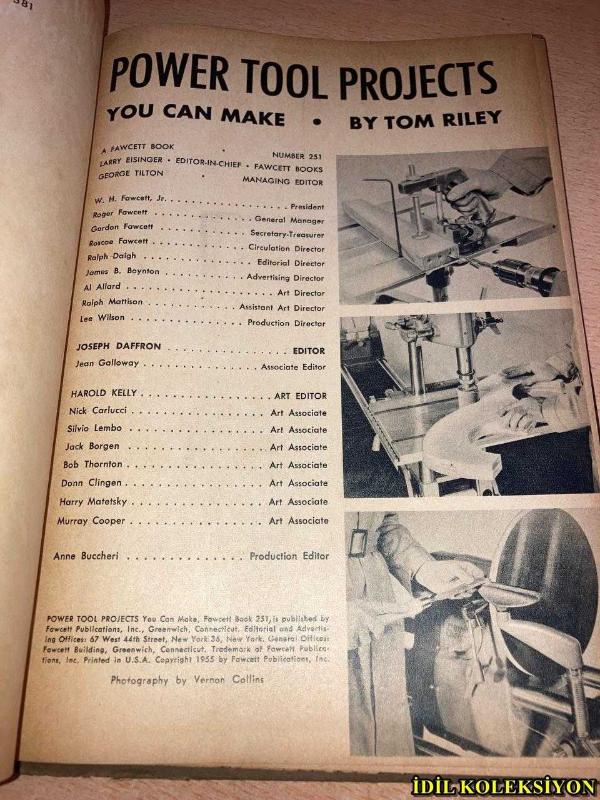 381
POWER TOOL PROJECTS
YOU CAN MAKE • BY TOM RILEY
A FAWCETT BOOK • NUMBER 251
LARRY EISINGER • EDITOR-IN-CHIEF • FAWCETT BOOKS
GEORGE TILTON • MANAGING EDITOR
W. H. Fawcett, Jr. . . . . . . . . . . . . . . . . . . President
Roger Fawcett . . . . . . . . . . . . . . General Manager
Gordon Fawcett . . . . . . . . . . . . . Secretary-Treasurer
Roscoe Fawcett . . . . . . . . . . . . . Circulation Director
Ralph Daigh . . . . . . . . . . . . . . . Editorial Director
James B. Boynton . . . . . . . . . . . Advertising Director
Al Allard . . . . . . . . . . . . . . . . . . . Art Director
Ralph Mattison . . . . . . . . . . . . Assistant Art Director
Lee Wilson . . . . . . . . . . . . . . . . Production Director
JOSEPH DAFFRON . . . . . . . . . . . . . . EDITOR
Jean Galloway . . . . . . . . . . . . . . Associate Editor
HAROLD KELLY . . . . . . . . . . . . . . ART EDITOR
Nick Carlucci . . . . . . . . . . . . . . Art Associate
Silvio Lembo . . . . . . . . . . . . . . Art Associate
Jack Borgen . . . . . . . . . . . . . . Art Associate
Bob Thornton . . . . . . . . . . . . . . Art Associate
Donn Clingen . . . . . . . . . . . . . . Art Associate
Harry Matetsky . . . . . . . . . . . . . Art Associate
Murray Cooper . . . . . . . . . . . . . . Art Associate
Anne Buccheri . . . . . . . . . . . . . Production Editor
POWER TOOL PROJECTS You Can Make, Fawcett Book 251, is published by
Fawcett Publications, Inc., Greenwich, Connecticut. Editorial and Advertis-
ing Offices: 67 West 44th Street, New York 36, New York. General Offices:
Fawcett Building, Greenwich, Connecticut. Trademark of Fawcett Publica-
tions, Inc. Printed in U.S.A. Copyright 1955 by Fawcett Publications, Inc.
Photography by Vernon Collins
İDİL KOLEKSİYON